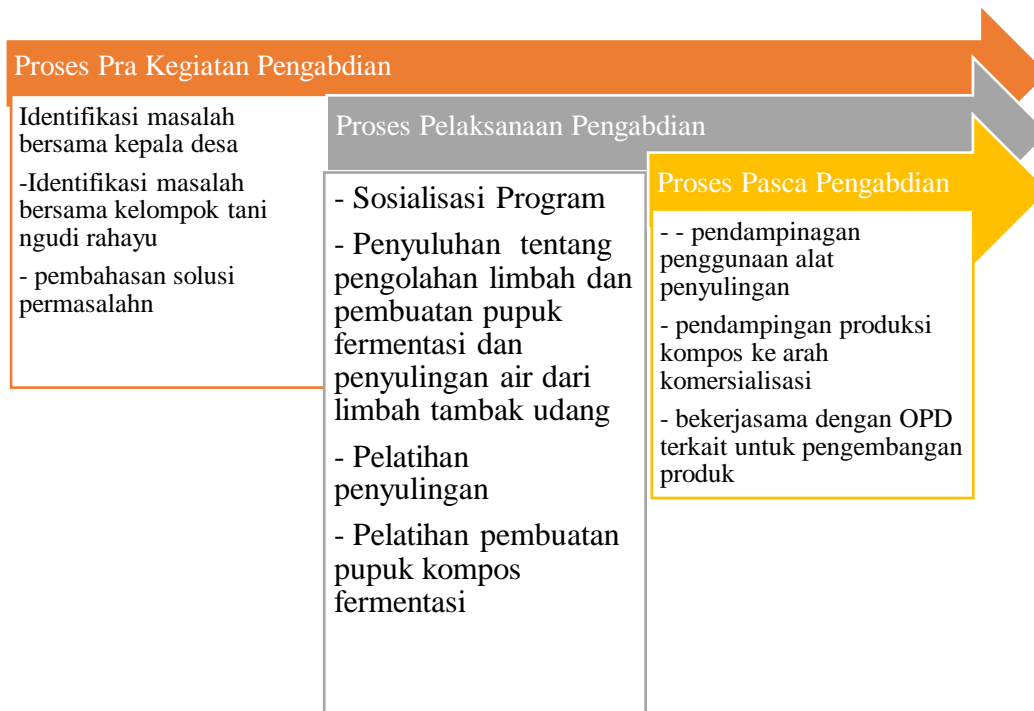 Proses Pra Kegiatan Pengabdian
Identifikasi masalah
bersama kepala desa
-Identifikasi masalah
bersama kelompok tani
ngudi rahayu
- pembahasan solusi
permasalahn
Proses Pelaksanaan Pengabdian
- Sosialisasi Program
- Penyuluhan tentang
pengolahan limbah dan
pembuatan pupuk
fermentasi dan
penyulingan air dari
limbah tambak udang
- Pelatihan
penyulingan
- Pelatihan pembuatan
pupuk kompos
fermentasi
Proses Pasca Pengabdian
- - pendampinagan
penggunaan alat
penyulingan
- pendampingan produksi
kompos ke arah
komersialisasi
- bekerjasama dengan OPD
terkait untuk pengembangan
produk